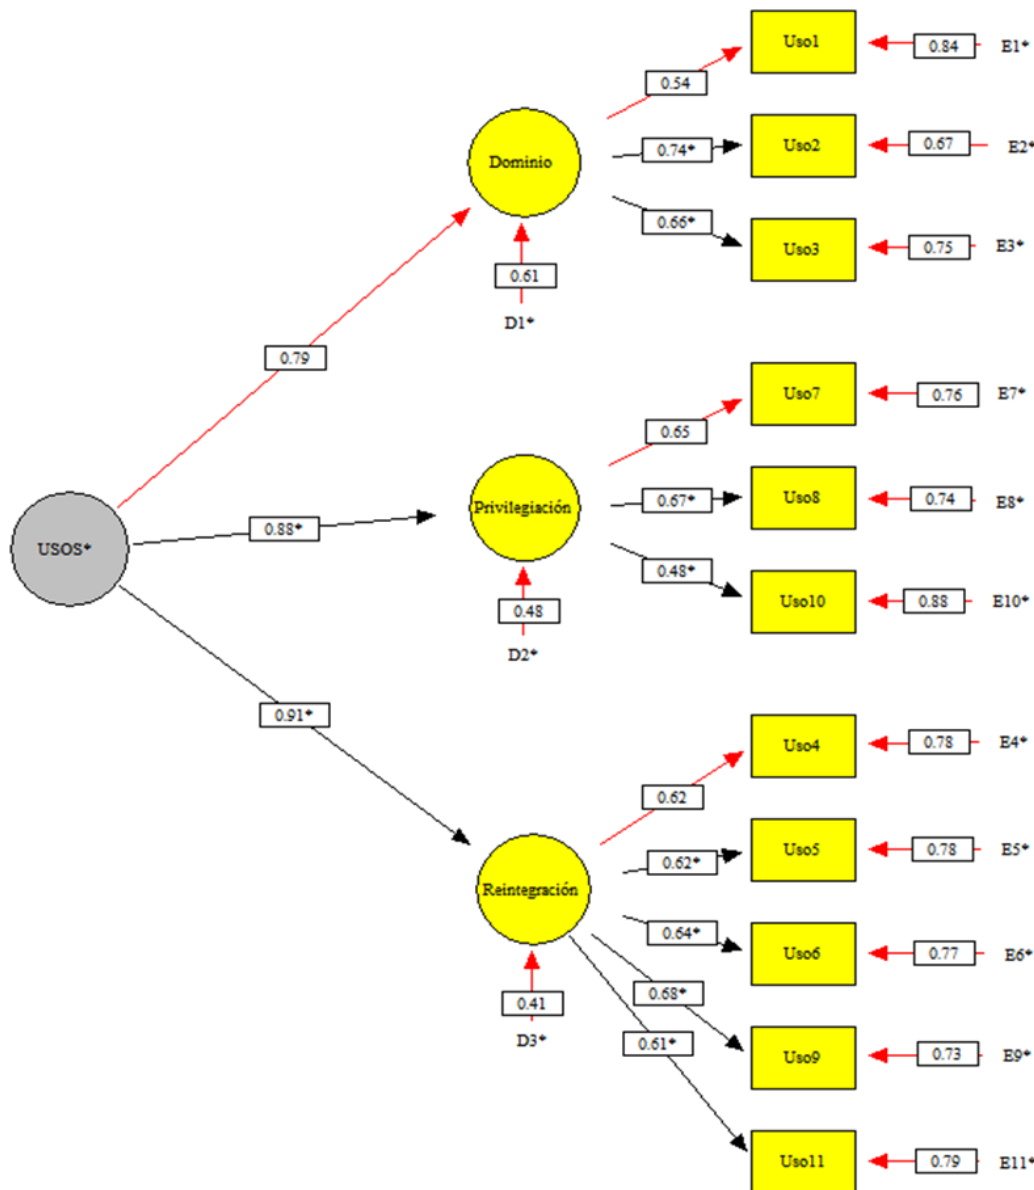 Uso1
0.84
E1*
0.54
Uso2
0.67
E2*
0.74*
Dominio
0.66*
Uso3
0.75
E3*
0.61
D1*
0.79
Uso7
0.76
E7*
0.65
Uso8
0.74
E8*
0.67*
Privilegiación
USOS*
0.88*
0.48*
Uso10
0.88
E10*
0.48
D2*
0.91*
Uso4
0.78
E4*
0.62
Uso5
0.78
E5*
0.62*
Reintegración
0.64*
Uso6
0.77
E6*
0.68*
0.41
D3*
0.61*
Uso9
0.73
E9*
Uso11
0.79
E11*